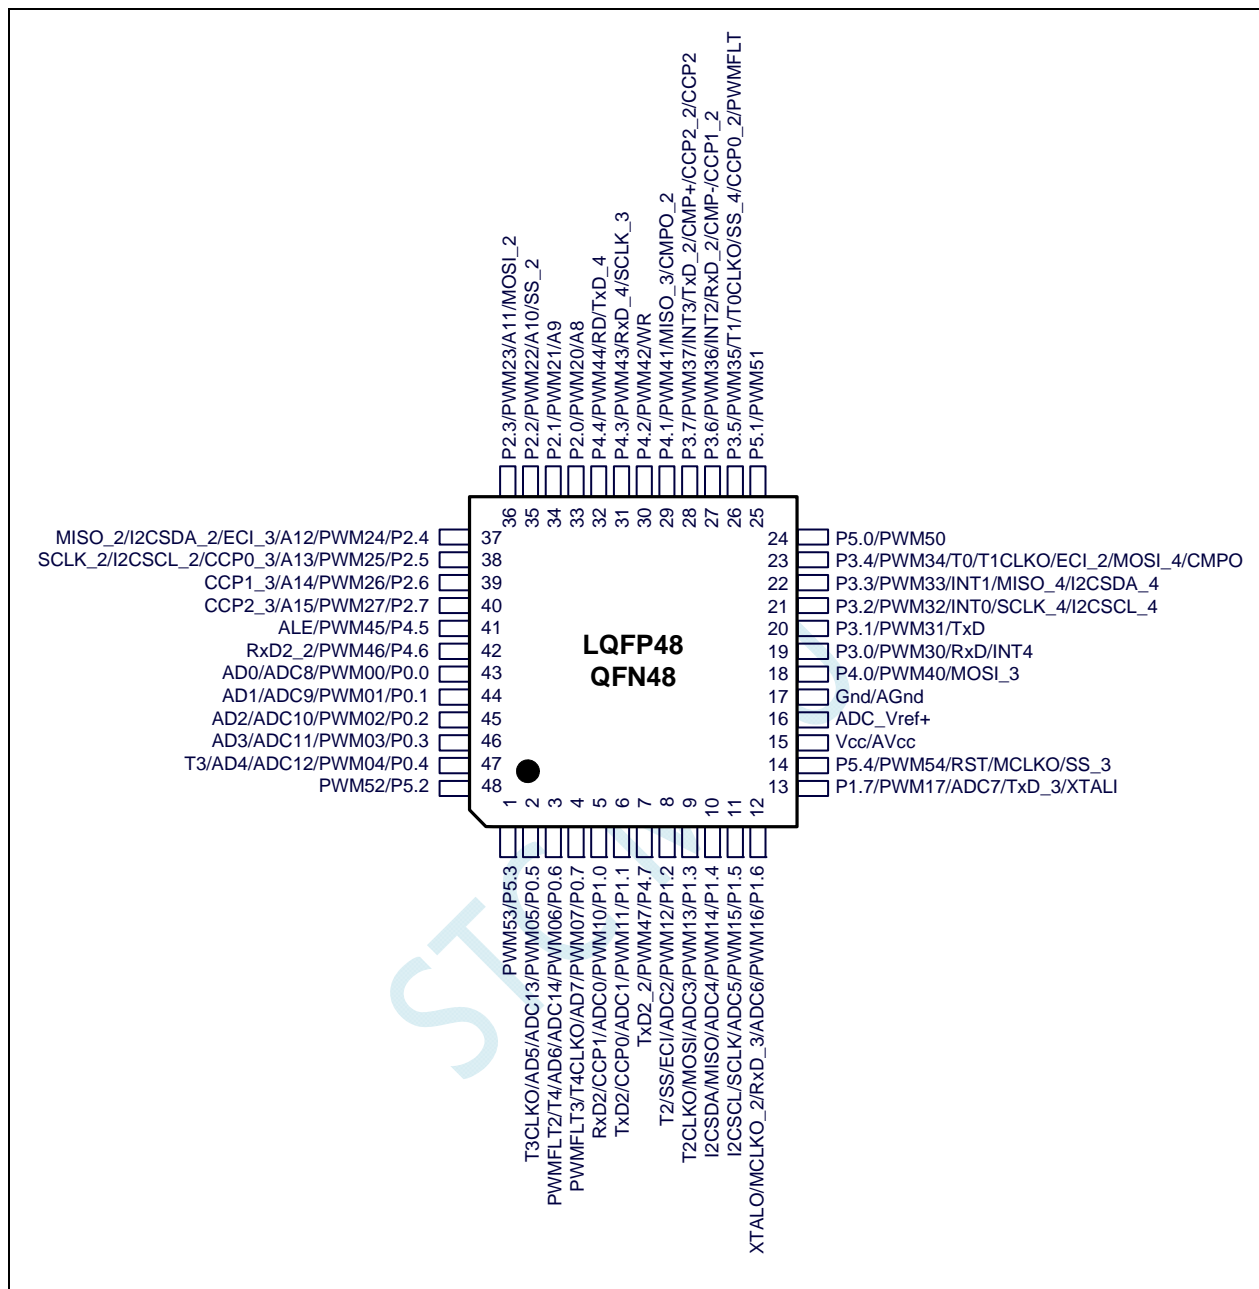 P2.3/PWM23/A11/MOSI_2
P2.2/PWM22/A10/SS_2
P2.1/PWM21/A9
P2.0/PWM20/A8
P4.4/PWM44/RD/TxD_4
P4.3/PWM43/RxD_4/SCLK_3
P4.2/PWM42/WR
P4.1/PWM41/MISO_3/CMPO_2
P3.7/PWM37/INT3/TxD_2/CMP+/CCP2_2/CCP2
P3.6/PWM36/INT2/RxD_2/CMP-/CCP1_2
P3.5/PWM35/T1/T0CLKO/SS_4/CCP0_2/PWMFLT
P5.1/PWM51
36 35 34 33 32 31 30 29 28 27 26 25
MISO_2/I2CSDA_2/ECI_3/A12/PWM24/P2.4 37
SCLK_2/I2CSCL_2/CCP0_3/A13/PWM25/P2.5 38
CCP1_3/A14/PWM26/P2.6 39
CCP2_3/A15/PWM27/P2.7 40
ALE/PWM45/P4.5 41
RxD2_2/PWM46/P4.6 42
AD0/ADC8/PWM00/P0.0 43
AD1/ADC9/PWM01/P0.1 44
AD2/ADC10/PWM02/P0.2 45
AD3/ADC11/PWM03/P0.3 46
T3/AD4/ADC12/PWM04/P0.4 47
PWM52/P5.2 48
LQFP48
QFN48
24 P5.0/PWM50
23 P3.4/PWM34/T0/T1CLKO/ECI_2/MOSI_4/CMPO
22 P3.3/PWM33/INT1/MISO_4/I2CSDA_4
21 P3.2/PWM32/INT0/SCLK_4/I2CSCL_4
20 P3.1/PWM31/TxD
19 P3.0/PWM30/RxD/INT4
18 P4.0/PWM40/MOSI_3
17 Gnd/AGnd
16 ADC_Vref+
15 Vcc/AVcc
14 P5.4/PWM54/RST/MCLKO/SS_3
13 P1.7/PWM17/ADC7/TxD_3/XTALI
1 2 3 4 5 6 7 8 9 10 11 12
PWM53/P5.3
T3CLKO/AD5/ADC13/PWM05/P0.5
PWMFLT2/T4/AD6/ADC14/PWM06/P0.6
PWMFLT3/T4CLKO/AD7/PWM07/P0.7
RxD2/CCP1/ADC0/PWM10/P1.0
TxD2/CCP0/ADC1/PWM11/P1.1
TxD2_2/PWM47/P4.7
T2/SS/ECI/ADC2/PWM12/P1.2
T2CLKO/MOSI/ADC3/PWM13/P1.3
I2CSDA/MISO/ADC4/PWM14/P1.4
I2CSCL/SCLK/ADC5/PWM15/P1.5
XTALO/MCLKO_2/RxD_3/ADC6/PWM16/P1.6